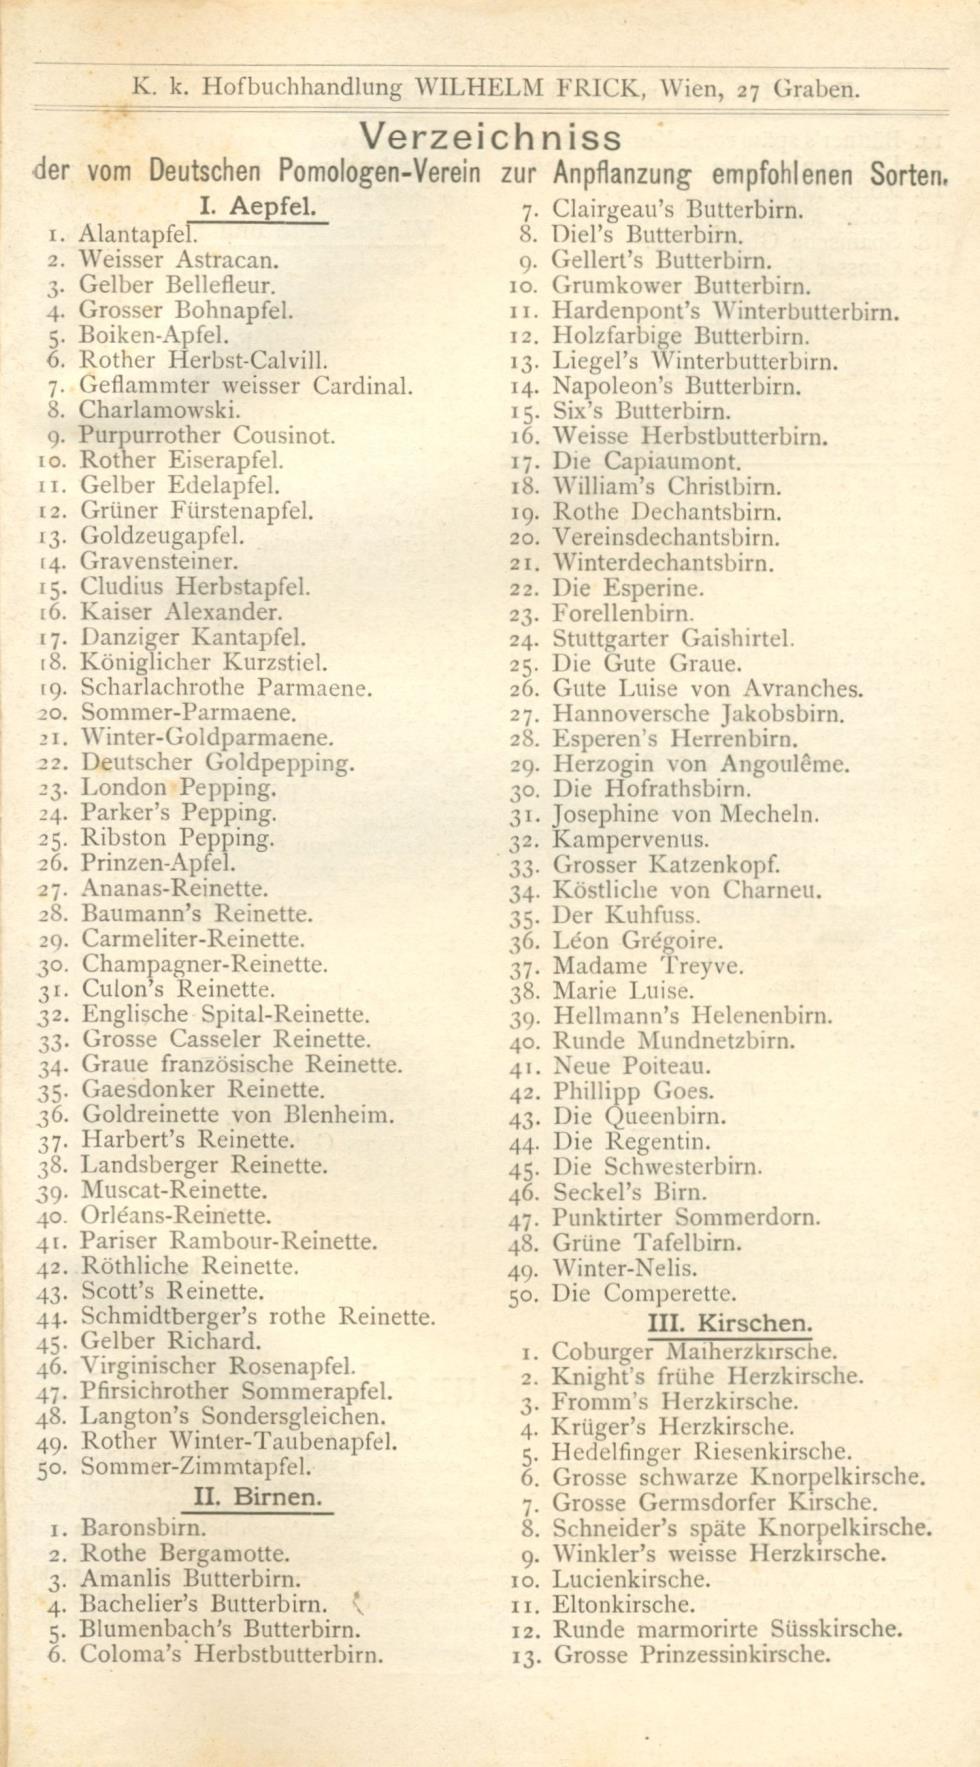 K. k. Hofbuchhandlung WILHELM FRICK, Wien, 27 Graben.
Verzeichniss
der vom Deutschen Pomologen-Verein zur Anpflanzung empfohlenen Sorten.
I. Aepfel.
1. Alantapfel.
2. Weisser Astracan.
3. Gelber Bellefleur.
4. Grosser Bohnapfel.
5. Boiken-Apfel.
6. Rother Herbst-Calvill.
7. Geflammter weisser Cardinal.
8. Charlamowski.
9. Purpurrother Cousinot.
10. Rother Eiserapfel.
11. Gelber Edelapfel.
12. Grüner Fürstenapfel.
13. Goldzeugapfel.
14. Gravensteiner.
15. Cludius Herbstapfel.
16. Kaiser Alexander.
17. Danziger Kantapfel.
18. Königlicher Kurzstiel.
19. Scharlachrothe Parmaene.
20. Sommer-Parmaene.
21. Winter-Goldparmaene.
22. Deutscher Goldpepping.
23. London Pepping.
24. Parker's Pepping.
25. Ribston Pepping.
26. Prinzen-Apfel.
27. Ananas-Reinette.
28. Baumann's Reinette.
29. Carmeliter-Reinette.
30. Champagner-Reinette.
31. Culon's Reinette.
32. Englische Spital-Reinette.
33. Grosse Casseler Reinette.
34. Graue französische Reinette.
35. Gaesdonker Reinette.
36. Goldreinette von Blenheim.
37. Harbert's Reinette.
38. Landsberger Reinette.
39. Muscat-Reinette.
40. Orléans-Reinette.
41. Pariser Rambour-Reinette.
42. Röthliche Reinette.
43. Scott's Reinette.
44. Schmidtberger's rothe Reinette.
45. Gelber Richard.
46. Virginischer Rosenapfel.
47. Pfirsichrother Sommerapfel.
48. Langton's Sondersgleichen.
49. Rother Winter-Taubenapfel.
50. Sommer-Zimmtapfel.
II. Birnen.
1. Baronsbirn.
2. Rothe Bergamotte.
3. Amanlis Butterbirn.
4. Bachelier's Butterbirn.
5. Blumenbach's Butterbirn.
6. Coloma's Herbstbutterbirn.
7. Clairgeau's Butterbirn.
8. Diel's Butterbirn.
9. Gellert's Butterbirn.
10. Grumkower Butterbirn.
11. Hardenpont's Winterbutterbirn.
12. Holzfarbige Butterbirn.
13. Liegel's Winterbutterbirn.
14. Napoleon's Butterbirn.
15. Six's Butterbirn.
16. Weisse Herbstbutterbirn.
17. Die Capiaumont.
18. William's Christbirn.
19. Rothe Dechantsbirn.
20. Vereinsdechantsbirn.
21. Winterdechantsbirn.
22. Die Esperine.
23. Forellenbirn.
24. Stuttgarter Gaishirtel.
25. Die Gute Graue.
26. Gute Luise von Avranches.
27. Hannoversche Jakobsbirn.
28. Esperen's Herrenbirn.
29. Herzogin von Angoulême.
30. Die Hofrathsbirn.
31. Josephine von Mecheln.
32. Kampervenus.
33. Grosser Katzenkopf.
34. Köstliche von Charneu.
35. Der Kuhfuss.
36. Léon Grégoire.
37. Madame Treyve.
38. Marie Luise.
39. Hellmann's Helenenbirn.
40. Runde Mundnetzbirn.
41. Neue Poiteau.
42. Phillipp Goes.
43. Die Queenbirn.
44. Die Regentin.
45. Die Schwesterbirn.
46. Seckel's Birn.
47. Punktirter Sommerdorn.
48. Grüne Tafelbirn.
49. Winter-Nelis.
50. Die Comperette.
III. Kirschen.
1. Coburger Maiherzkirsche.
2. Knight's frühe Herzkirsche.
3. Fromm's Herzkirsche.
4. Krüger's Herzkirsche.
5. Hedelfinger Riesenkirsche.
6. Grosse schwarze Knorpelkirsche.
7. Grosse Germsdorfer Kirsche.
8. Schneider's späte Knorpelkirsche.
9. Winkler's weisse Herzkirsche.
10. Lucienkirsche.
11. Eltonkirsche.
12. Runde marmorirte Süsskirsche.
13. Grosse Prinzessinkirsche.